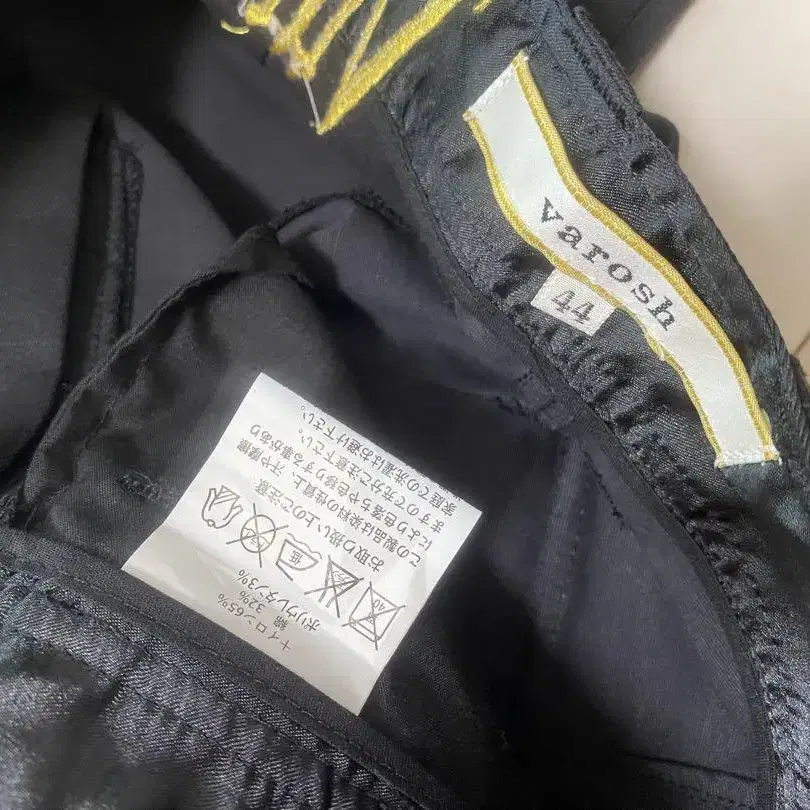 varosh
44
ナイロン65%
綿 32%
ポリウレタン3%
40
低
お取り扱い上のご注意
この製品は染料の性質上、汗や摩擦
により色落ちや色移りする事があり
ますので充分ご注意下さい。
家庭での洗濯はお避け下さい。